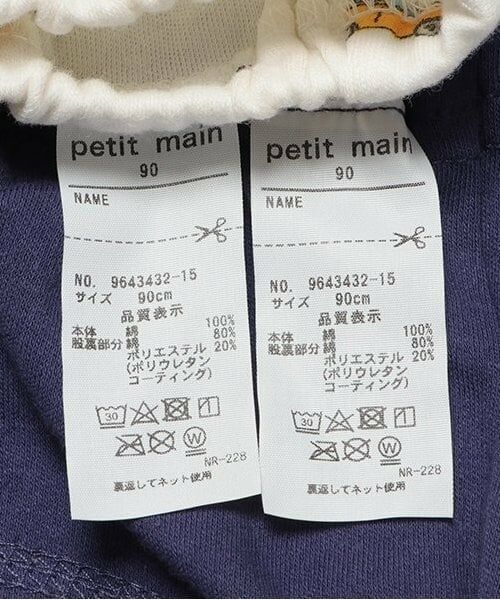 petit main
90
NAME
NO. 9643432-15
サイズ 90cm
品質表示
本体 綿 100%
股裏部分 綿 80%
ポリエステル 20%
(ポリウレタン
コーティング)
30
W
NR-228
裏返してネット使用
petit main
90
NAME
NO. 9643432-15
サイズ 90cm
品質表示
本体 綿 100%
股裏部分 綿 80%
ポリエステル 20%
(ポリウレタン
コーティング)
30
W
NR-228
裏返してネット使用